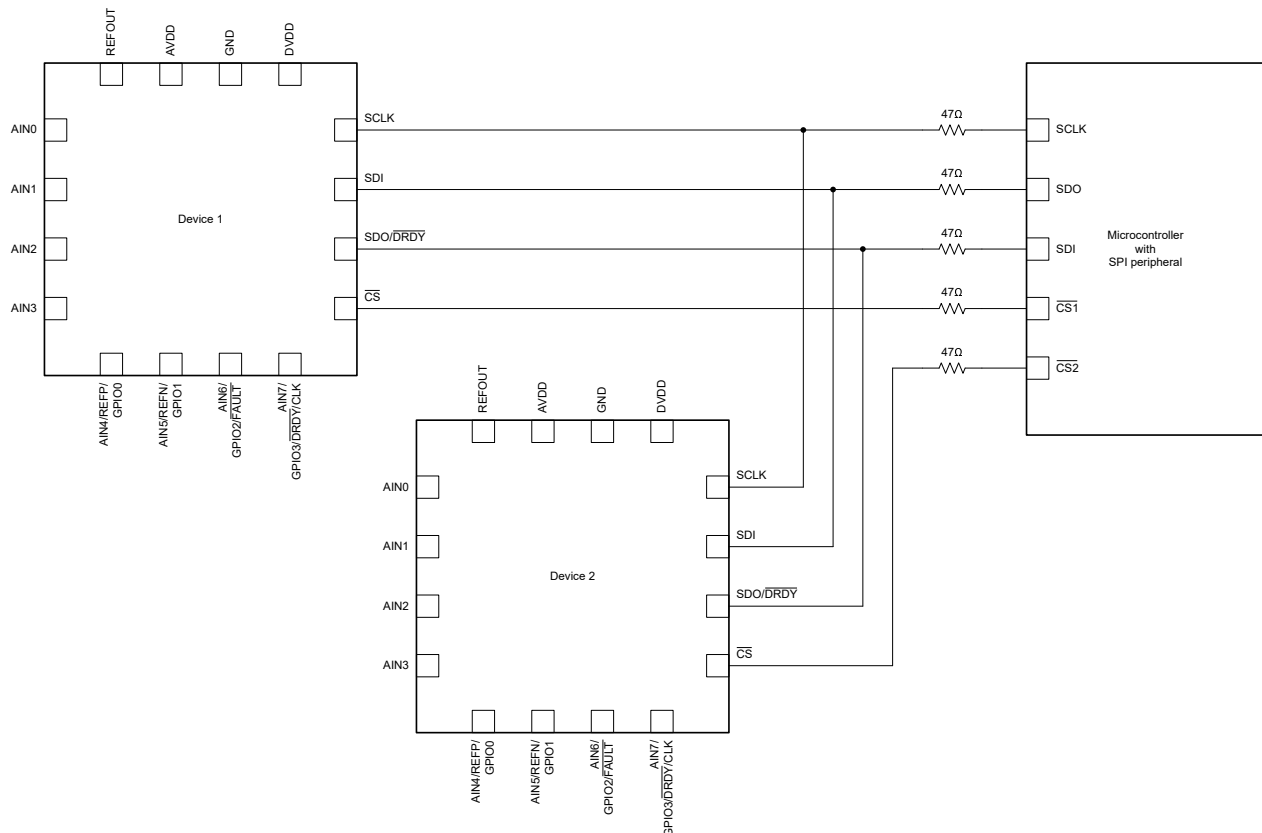 REFOUT
AVDD
GND
DVDD
AIN0
AIN1
AIN2
AIN3
Device 1
SCLK
SDI
SDO/DRDY
CS
AIN4/REFP/
GPIO0
AIN5/REFN/
GPIO1
AIN6/
GPIO2/FAULT
AIN7/
GPIO3/DRDY/CLK
47Ω
47Ω
47Ω
47Ω
47Ω
SCLK
SDO
SDI
CS1
CS2
Microcontroller
with
SPI peripheral
REFOUT
AVDD
GND
DVDD
AIN0
AIN1
AIN2
AIN3
Device 2
SCLK
SDI
SDO/DRDY
CS
AIN4/REFP/
GPIO0
AIN5/REFN/
GPIO1
AIN6/
GPIO2/FAULT
AIN7/
GPIO3/DRDY/CLK